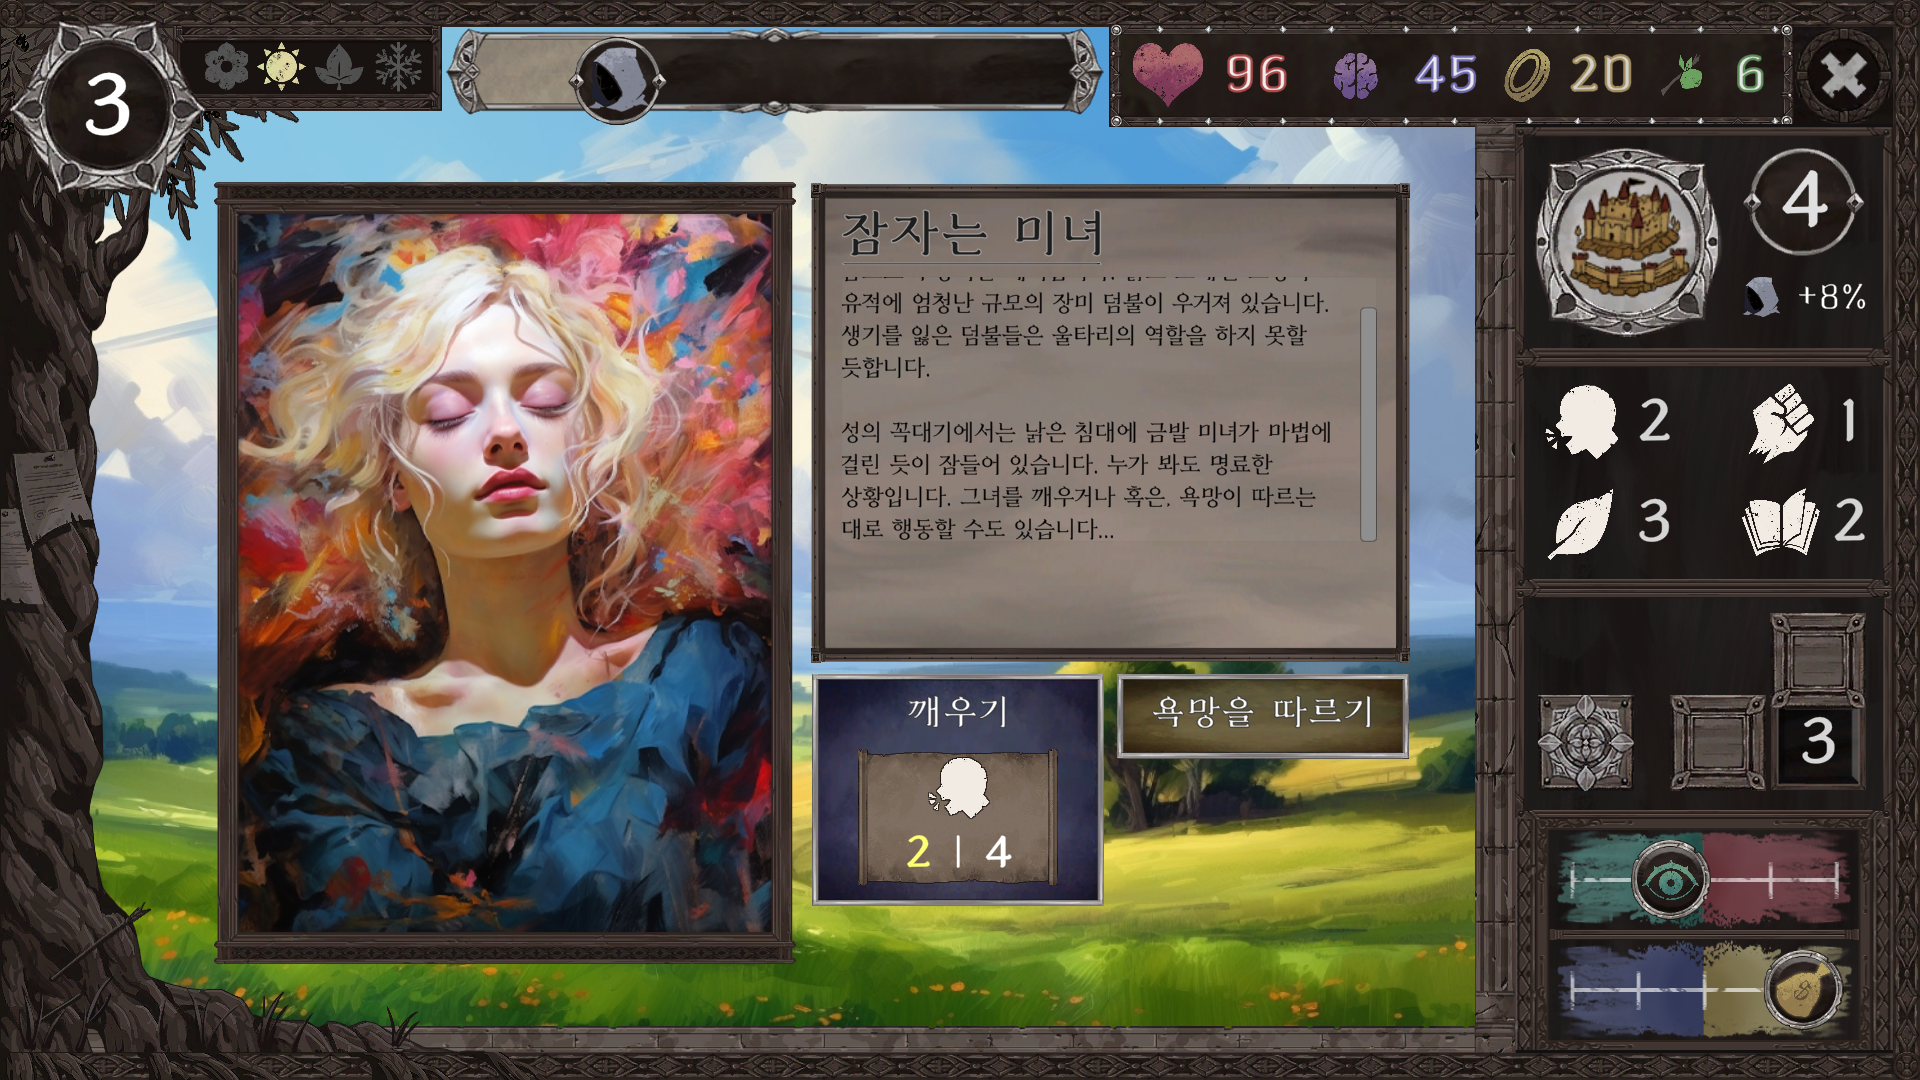 3
96
45
20
6
잠자는 미녀
유적에 엄청난 규모의 장미 덤불이 우거져 있습니다.
생기를 잃은 덤불들은 울타리의 역할을 하지 못할
듯합니다.
성의 꼭대기에서는 낡은 침대에 금발 미녀가 마법에
걸린 듯이 잠들어 있습니다. 누가 봐도 명료한
상황입니다. 그녀를 깨우거나 혹은, 욕망이 따르는
대로 행동할 수도 있습니다...
깨우기
2 | 4
욕망을 따르기
4
+8%
2
1
3
2
3